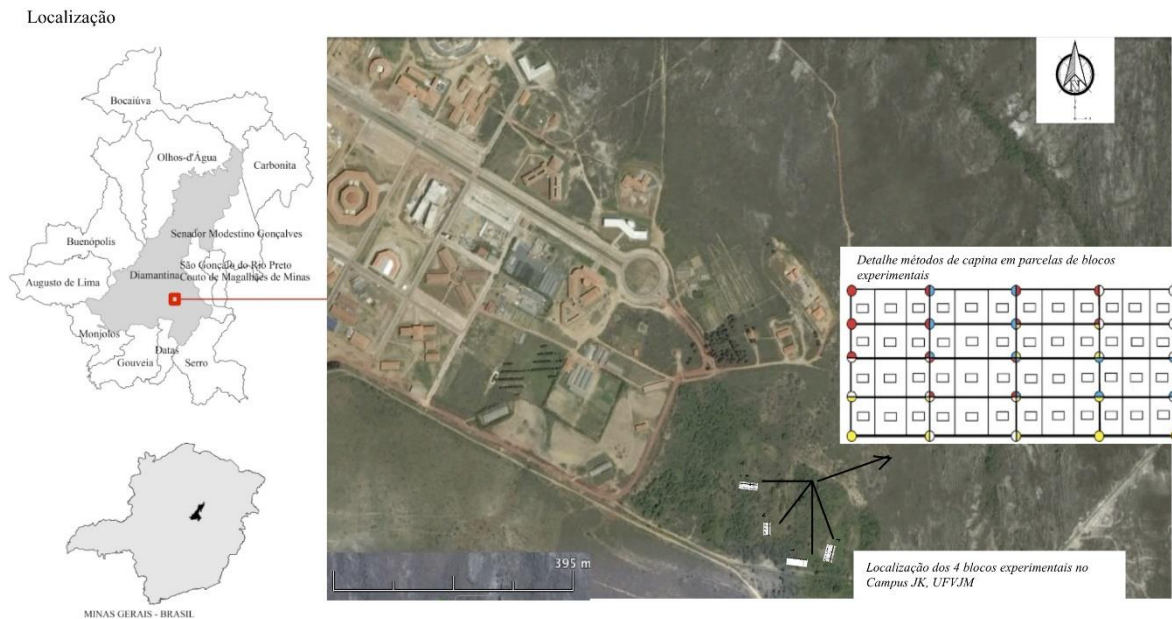 Localização
Bocaiúva
Olhos-d'Água
Carbonita
Senador Modestino Gonçalves
Buenópolis
São Gonçalo do Rio Preto
Diamantina
Couto de Magalhães de Minas
Augusto de Lima
Monjolos
Datas
Gouveia
Serro
MINAS GERAIS - BRASIL
Detalhe métodos de capina em parcelas de blocos
experimentais
395 m
Localização dos 4 blocos experimentais no
Campus JK, UFVJM